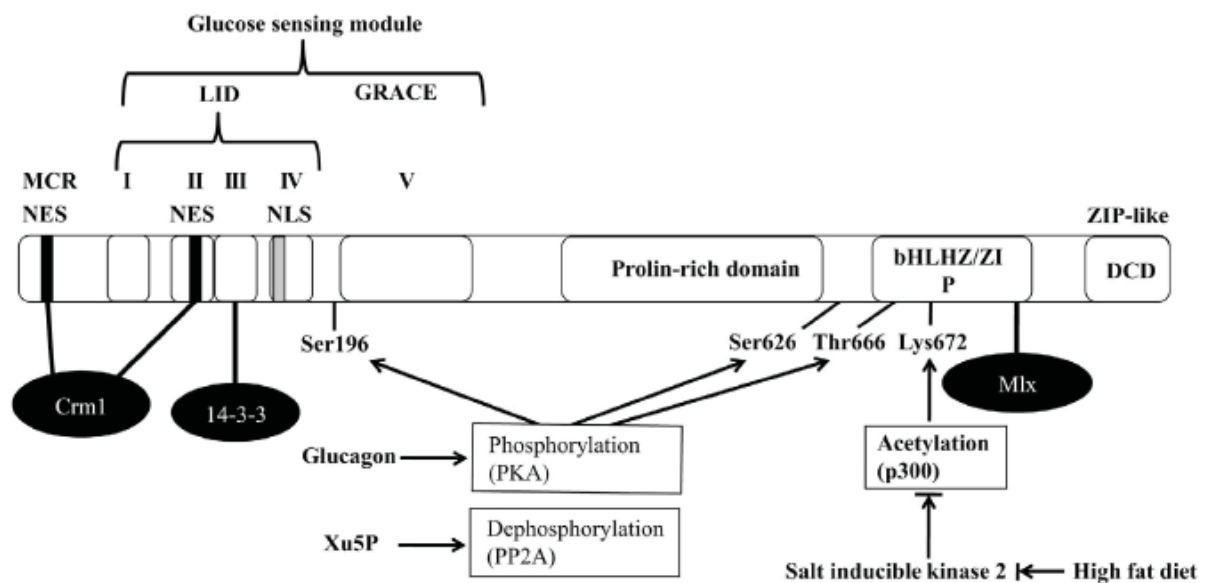 Glucose sensing module
LID GRACE
MCR I II III IV V
NES NES NLS ZIP-like
Prolin-rich domain bHLHZ/ZI DCD
P
Ser196 Ser626 Thr666 Lys672
Crm1 14-3-3 Mlx
Glucagon Phosphorylation Acetylation
(PKA) (p300)
Xu5P Dephosphorylation
(PP2A)
Salt inducible kinase 2 High fat diet